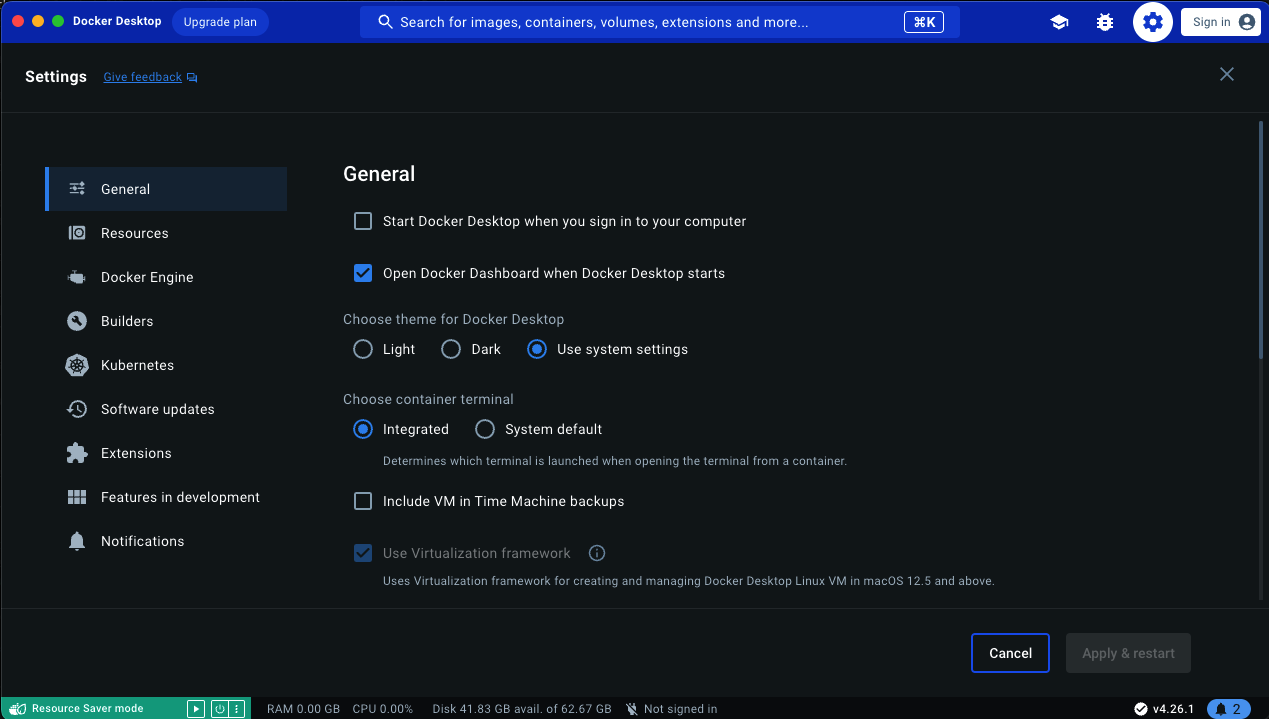 Docker Desktop Upgrade plan Search for images, containers, volumes, extensions and more... ⌘K Sign in
Settings Give feedback
General
Resources
Docker Engine
Builders
Kubernetes
Software updates
Extensions
Features in development
Notifications
General
Start Docker Desktop when you sign in to your computer
Open Docker Dashboard when Docker Desktop starts
Choose theme for Docker Desktop
Light Dark Use system settings
Choose container terminal
Integrated System default
Determines which terminal is launched when opening the terminal from a container.
Include VM in Time Machine backups
Use Virtualization framework
Uses Virtualization framework for creating and managing Docker Desktop Linux VM in macOS 12.5 and above.
Cancel Apply & restart
Resource Saver mode RAM 0.00 GB CPU 0.00% Disk 41.83 GB avail. of 62.67 GB Not signed in v4.26.1 2